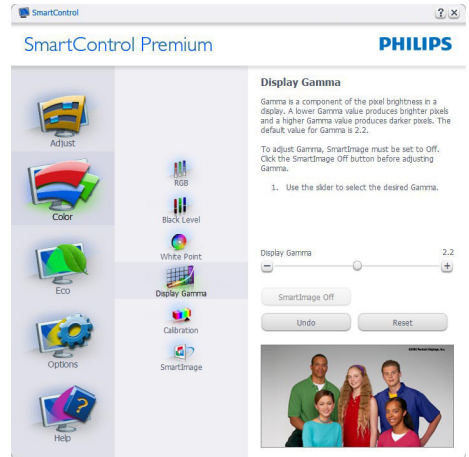 SmartControl
? x
SmartControl Premium
PHILIPS
Adjust
Color
Eco
Options
Help
RGB
Black Level
White Point
Display Gamma
Calibration
SmartImage
Display Gamma
Gamma is a component of the pixel brightness in a
display. A lower Gamma value produces brighter pixels
and a higher Gamma value produces darker pixels. The
default value for Gamma is 2.2.
To adjust Gamma, SmartImage must be set to Off.
Click the SmartImage Off button before adjusting
Gamma.
1. Use the slider to select the desired Gamma.
Display Gamma 2.2
SmartImage Off
Undo Reset